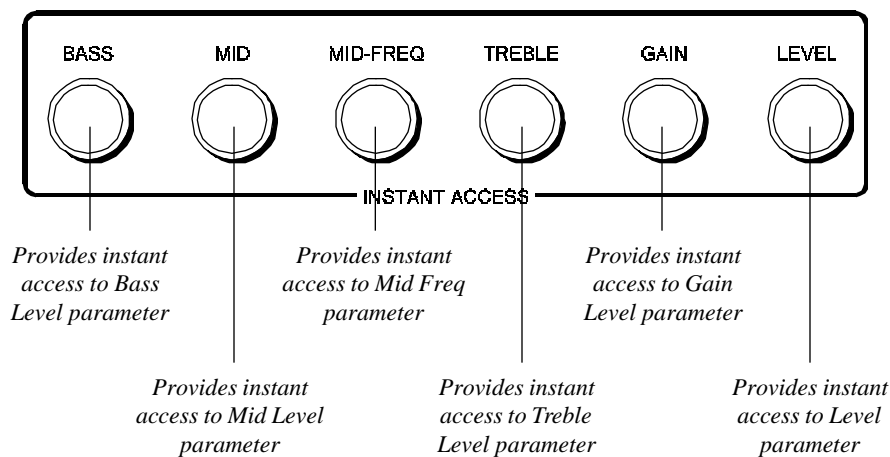 BASS MID MID-FREQ TREBLE GAIN LEVEL
INSTANT ACCESS
Provides instant
access to Bass
Level parameter
Provides instant
access to Mid Freq
parameter
Provides instant
access to Gain
Level parameter
Provides instant
access to Mid Level
parameter
Provides instant
access to Treble
Level parameter
Provides instant
access to Level
parameter